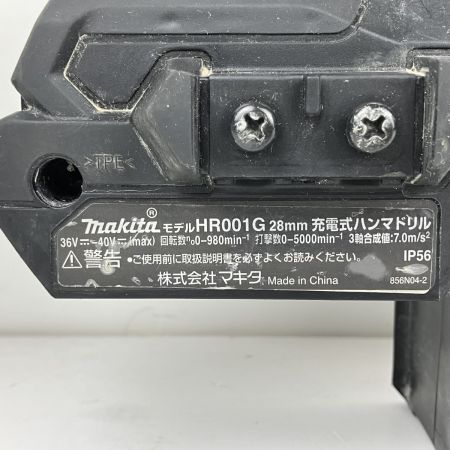 >TPE<
makita® モデルHR001G 28mm 充電式ハンマドリル
36V⎓-40V⎓(max) 回転数n₀0-980min⁻¹ 打撃数0-5000min⁻¹ 3軸合成値:7.0m/s²
⚠警告 •ご使用前に取扱説明書を必ずよくお読みください。 IP56
株式会社マキタ Made in China 856N04-2